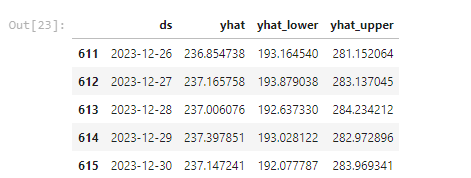 Out[23]:
ds yhat yhat_lower yhat_upper
611 2023-12-26 236.854738 193.164540 281.152064
612 2023-12-27 237.165758 193.879038 283.137045
613 2023-12-28 237.006076 192.637330 284.234212
614 2023-12-29 237.397851 193.028122 282.972896
615 2023-12-30 237.147241 192.077787 283.969341